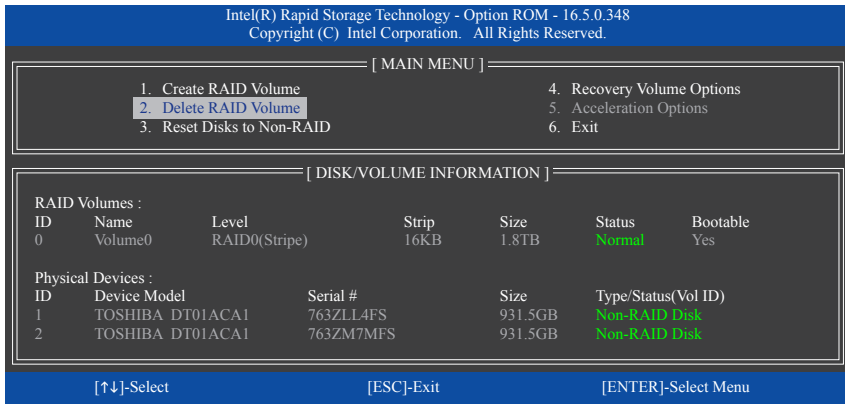 Intel(R) Rapid Storage Technology - Option ROM - 16.5.0.348
Copyright (C) Intel Corporation. All Rights Reserved.
[ MAIN MENU ]
1. Create RAID Volume
2. Delete RAID Volume
3. Reset Disks to Non-RAID
4. Recovery Volume Options
5. Acceleration Options
6. Exit
[ DISK/VOLUME INFORMATION ]
RAID Volumes :
ID Name Level Strip Size Status Bootable
0 Volume0 RAID0(Stripe) 16KB 1.8TB Normal Yes
Physical Devices :
ID Device Model Serial # Size Type/Status(Vol ID)
1 TOSHIBA DT01ACA1 763ZLL4FS 931.5GB Non-RAID Disk
2 TOSHIBA DT01ACA1 763ZM7MFS 931.5GB Non-RAID Disk
[↑↓]-Select [ESC]-Exit [ENTER]-Select Menu